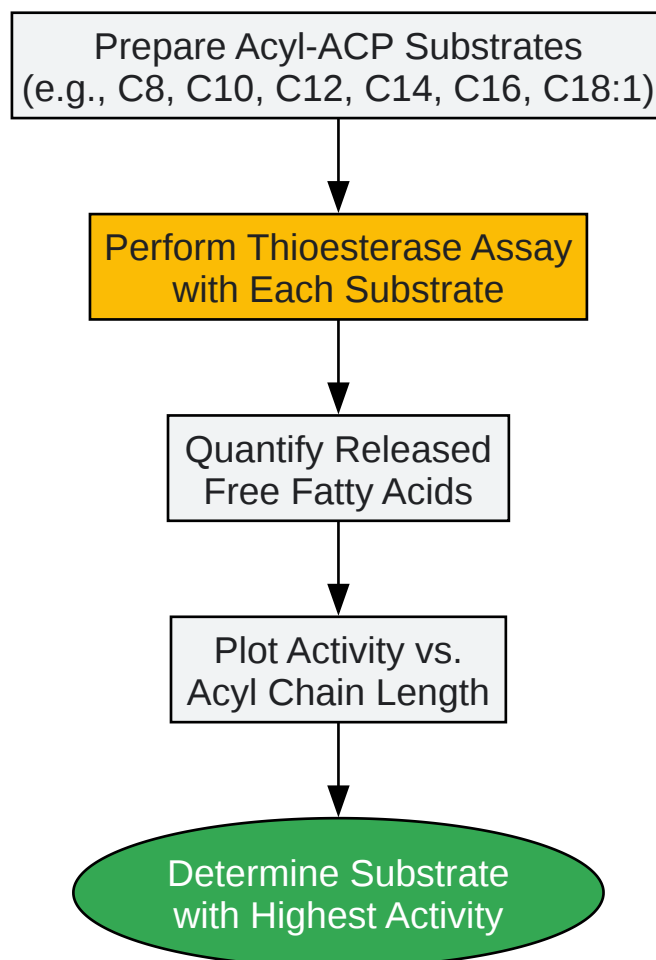 Prepare Acyl-ACP Substrates
(e.g., C8, C10, C12, C14, C16, C18:1)
Perform Thioesterase Assay
with Each Substrate
Quantify Released
Free Fatty Acids
Plot Activity vs.
Acyl Chain Length
Determine Substrate
with Highest Activity